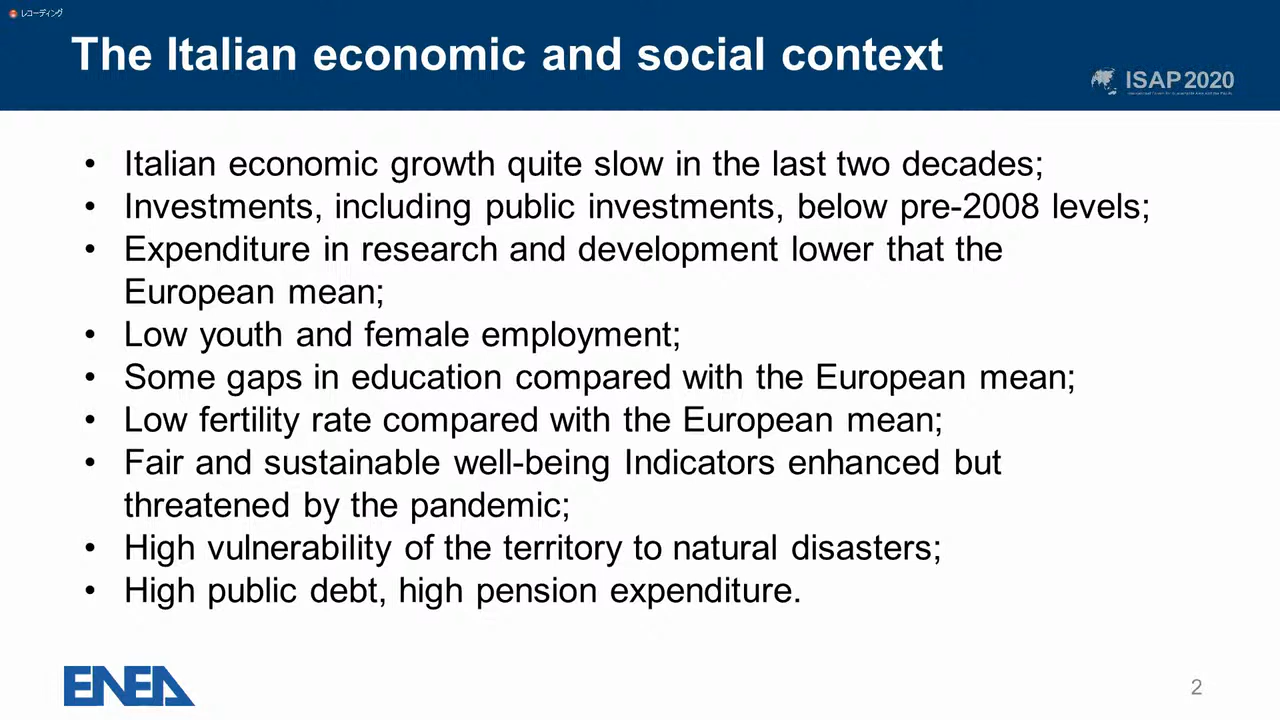 レコーディング
The Italian economic and social context
ISAP2020
• Italian economic growth quite slow in the last two decades;
• Investments, including public investments, below pre-2008 levels;
• Expenditure in research and development lower that the
European mean;
• Low youth and female employment;
• Some gaps in education compared with the European mean;
• Low fertility rate compared with the European mean;
• Fair and sustainable well-being Indicators enhanced but
threatened by the pandemic;
• High vulnerability of the territory to natural disasters;
• High public debt, high pension expenditure.
ENEA
2